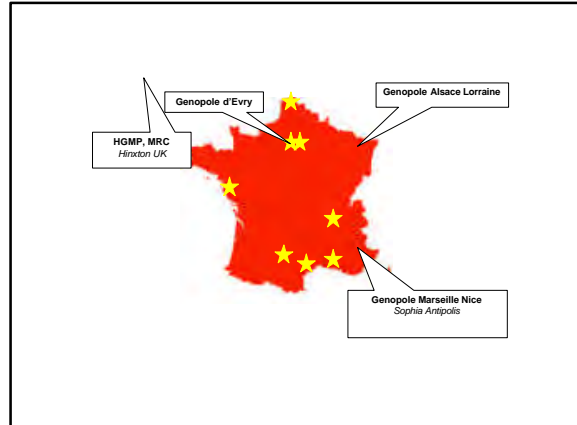 Genopole d'Evry
Genopole Alsace Lorraine
HGMP, MRC
Hinxton UK
Genopole Marseille Nice
Sophia Antipolis